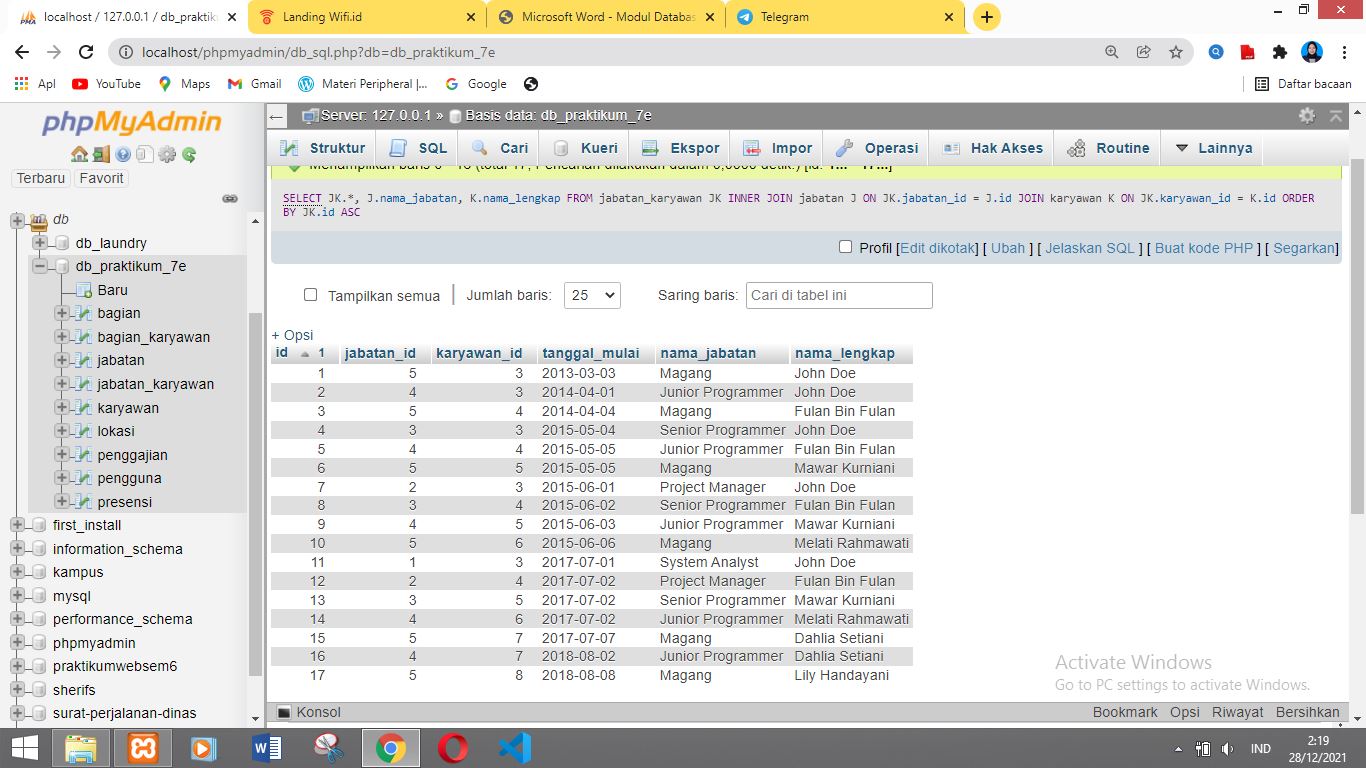 localhost / 127.0.0.1 / db_praktik
Landing Wifi.id
Microsoft Word - Modul Databas
Telegram
localhost/phpmyadmin/db_sql.php?db=db_praktikum_7e
Apl YouTube Maps Gmail Materi Peripheral |... Google Daftar bacaan
phpMyAdmin
Terbaru Favorit
db
db_laundry
db_praktikum_7e
Baru
bagian
bagian_karyawan
jabatan
jabatan_karyawan
karyawan
lokasi
penggajian
pengguna
presensi
first_install
information_schema
kampus
mysql
performance_schema
phpmyadmin
praktikumwebsem6
sherifs
surat-perjalanan-dinas
Server: 127.0.0.1 » Basis data: db_praktikum_7e
Struktur SQL Cari Kueri Ekspor Impor Operasi Hak Akses Routine Lainnya
SELECT JK.*, J.nama_jabatan, K.nama_lengkap FROM jabatan_karyawan JK INNER JOIN jabatan J ON JK.jabatan_id = J.id JOIN karyawan K ON JK.karyawan_id = K.id ORDER
BY JK.id ASC
Profil [Edit dikotak] [ Ubah ] [ Jelaskan SQL ] [ Buat kode PHP ] [ Segarkan]
Tampilkan semua | Jumlah baris: 25 Saring baris: Cari di tabel ini
+ Opsi
id 1 jabatan_id karyawan_id tanggal_mulai nama_jabatan nama_lengkap
1 5 3 2013-03-03 Magang John Doe
2 4 3 2014-04-01 Junior Programmer John Doe
3 5 4 2014-04-04 Magang Fulan Bin Fulan
4 3 3 2015-05-04 Senior Programmer John Doe
5 4 4 2015-05-05 Junior Programmer Fulan Bin Fulan
6 5 5 2015-05-05 Magang Mawar Kurniani
7 2 3 2015-06-01 Project Manager John Doe
8 3 4 2015-06-02 Senior Programmer Fulan Bin Fulan
9 4 5 2015-06-03 Junior Programmer Mawar Kurniani
10 5 6 2015-06-06 Magang Melati Rahmawati
11 1 3 2017-07-01 System Analyst John Doe
12 2 4 2017-07-02 Project Manager Fulan Bin Fulan
13 3 5 2017-07-02 Senior Programmer Mawar Kurniani
14 4 6 2017-07-02 Junior Programmer Melati Rahmawati
15 5 7 2017-07-07 Magang Dahlia Setiani
16 4 7 2018-08-02 Junior Programmer Dahlia Setiani
17 5 8 2018-08-08 Magang Lily Handayani
Activate Windows
Go to PC settings to activate Windows.
Konsol
Bookmark Opsi Riwayat Bersihkan
IND
2:19
28/12/2021